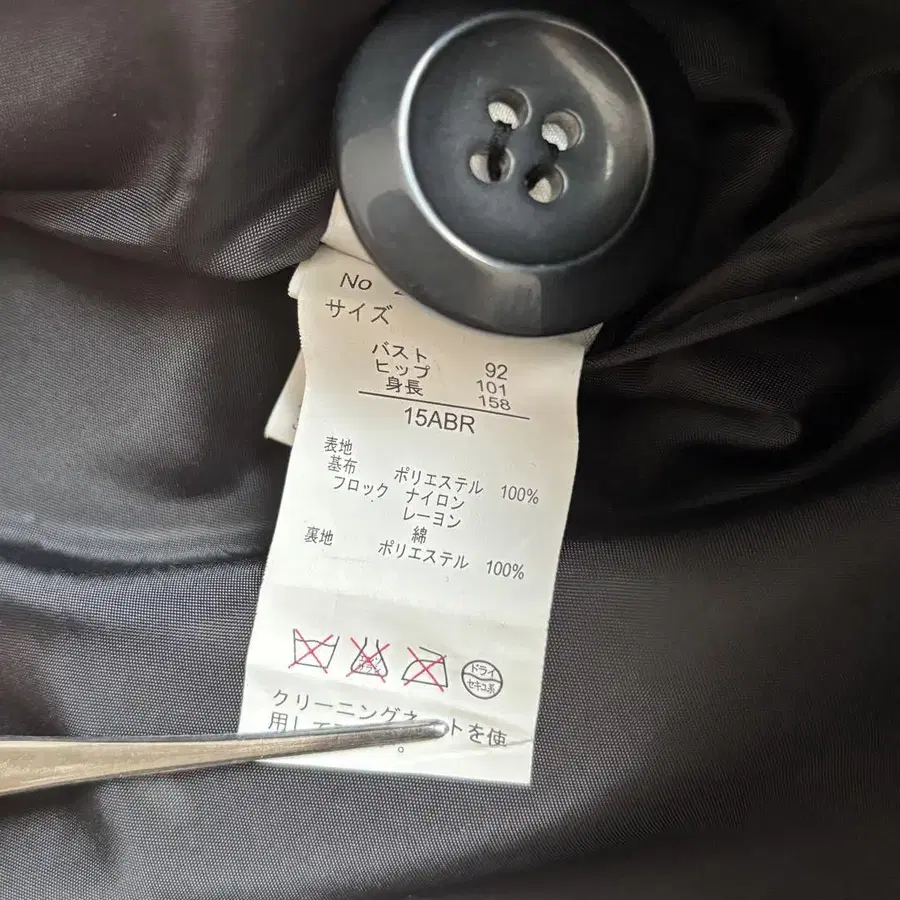 No
サイズ
バスト 92
ヒップ 101
身長 158
15ABR
表地
基布 ポリエステル 100%
フロック ナイロン
レーヨン
綿
裏地 ポリエステル 100%
ドライ
セキユ系
クリーニングネットを使
用して